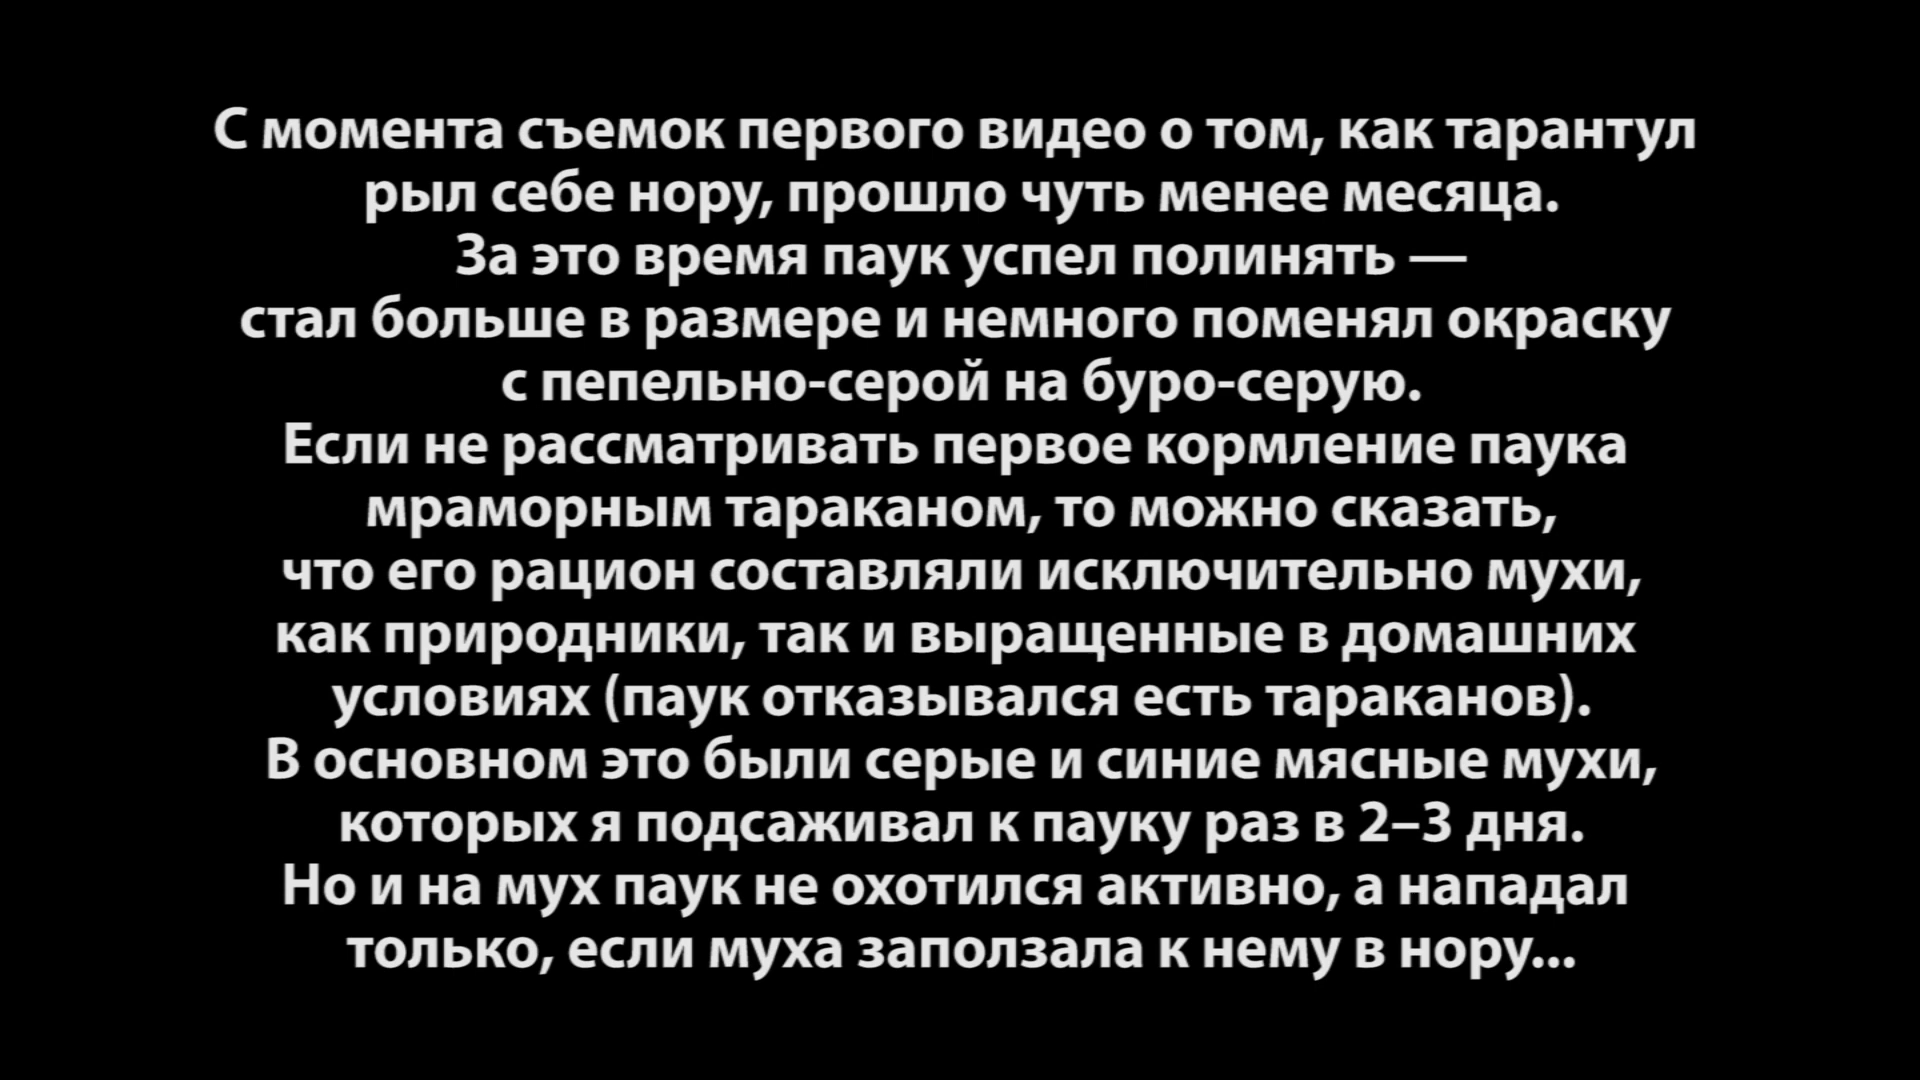 С момента съемок первого видео о том, как тарантул
рыл себе нору, прошло чуть менее месяца.
За это время паук успел полинять —
стал больше в размере и немного поменял окраску
с пепельно-серой на буро-серую.
Если не рассматривать первое кормление паука
мраморным тараканом, то можно сказать,
что его рацион составляли исключительно мухи,
как природники, так и выращенные в домашних
условиях (паук отказывался есть тараканов).
В основном это были серые и синие мясные мухи,
которых я подсаживал к пауку раз в 2–3 дня.
Но и на мух паук не охотился активно, а нападал
только, если муха заползала к нему в нору...